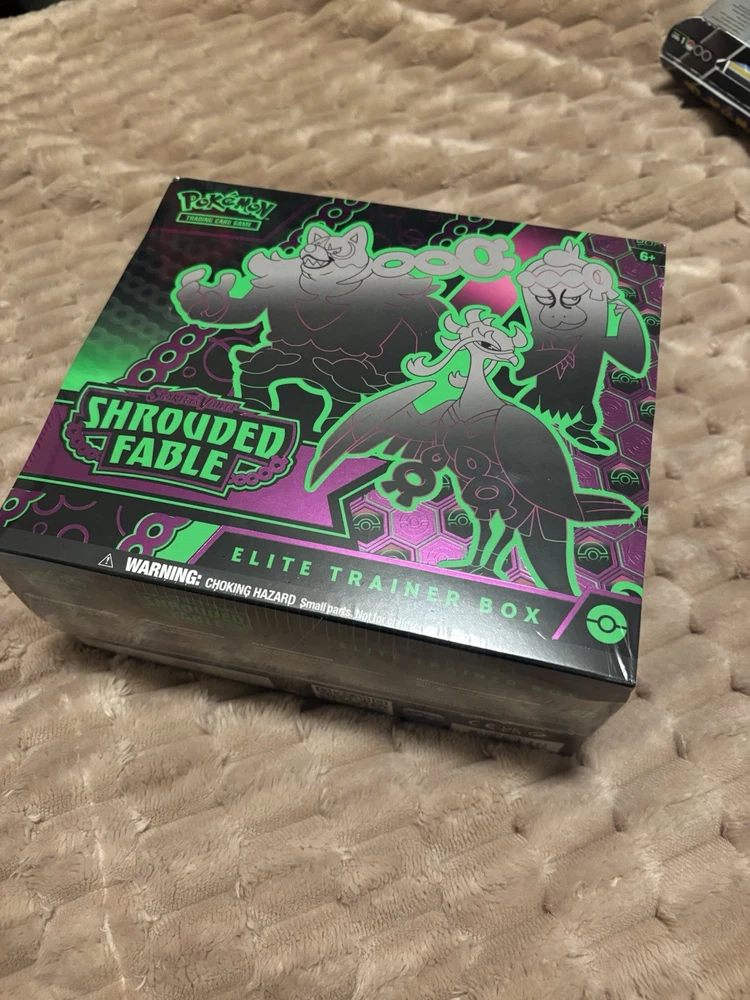 POKÉMON
TRADING CARD GAME
6+
SCARLET & VIOLET
SHROUDED
FABLE
ELITE TRAINER BOX
WARNING: CHOKING HAZARD Small parts. Not for